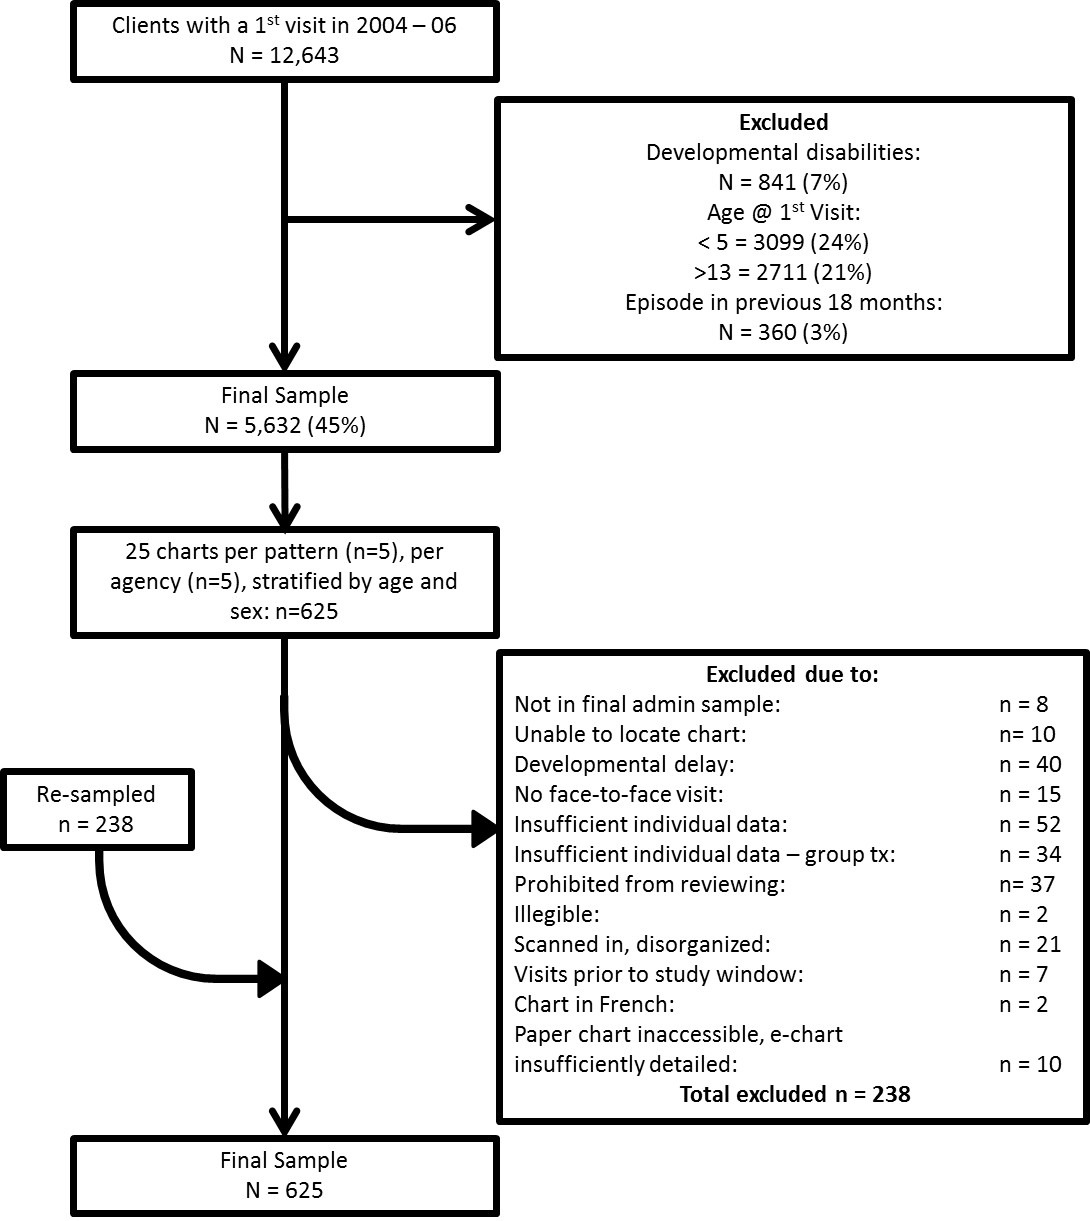 Clients with a 1st visit in 2004 – 06
N = 12,643
Excluded
Developmental disabilities:
N = 841 (7%)
Age @ 1st Visit:
< 5 = 3099 (24%)
>13 = 2711 (21%)
Episode in previous 18 months:
N = 360 (3%)
Final Sample
N = 5,632 (45%)
25 charts per pattern (n=5), per
agency (n=5), stratified by age and
sex: n=625
Excluded due to:
Not in final admin sample: n = 8
Unable to locate chart: n= 10
Developmental delay: n = 40
No face-to-face visit: n = 15
Insufficient individual data: n = 52
Insufficient individual data – group tx: n = 34
Prohibited from reviewing: n= 37
Illegible: n = 2
Scanned in, disorganized: n = 21
Visits prior to study window: n = 7
Chart in French: n = 2
Paper chart inaccessible, e-chart
insufficiently detailed: n = 10
Total excluded n = 238
Re-sampled
n = 238
Final Sample
N = 625